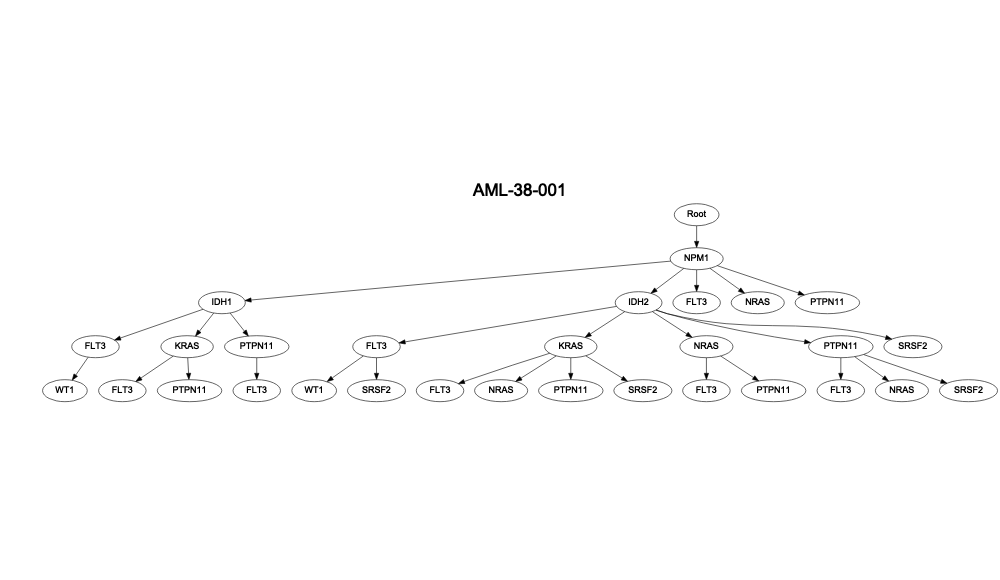 AML-38-001
Root
NPM1
IDH1 IDH2 FLT3 NRAS PTPN11
FLT3 KRAS PTPN11 FLT3 KRAS NRAS PTPN11 SRSF2
WT1 FLT3 PTPN11 FLT3 WT1 SRSF2 FLT3 NRAS PTPN11 SRSF2 FLT3 PTPN11 FLT3 NRAS SRSF2